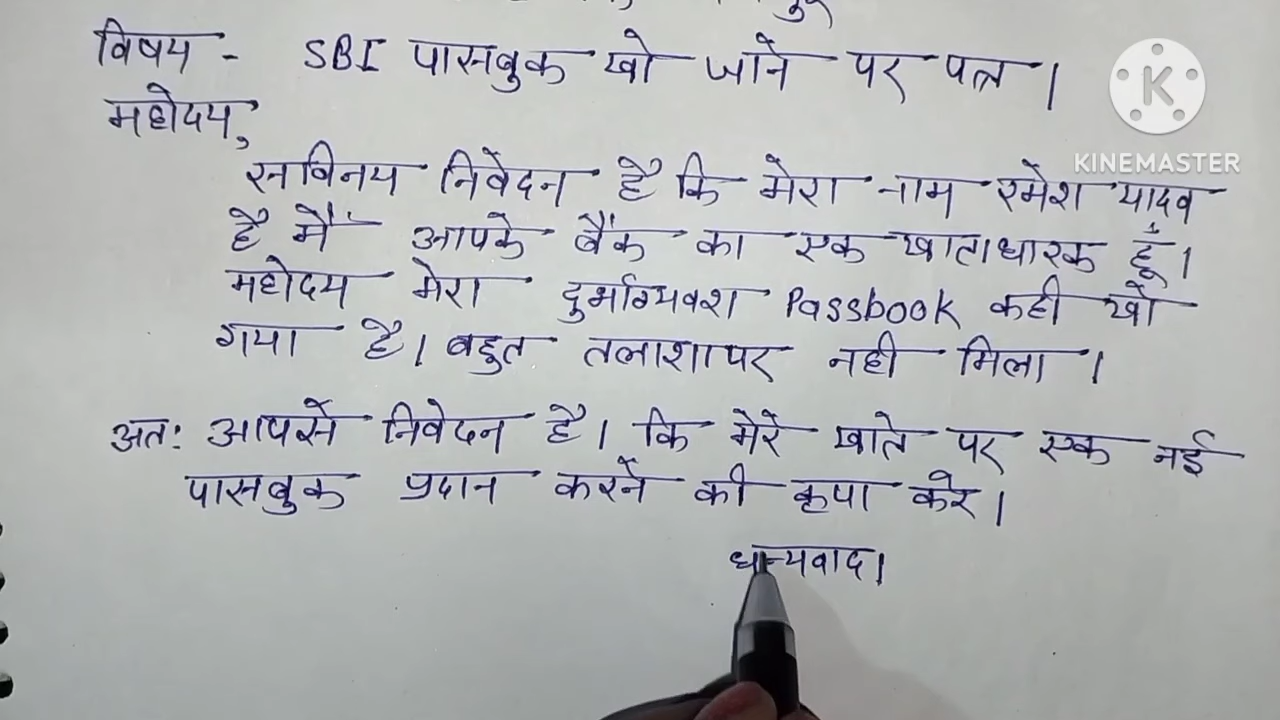 विषय - SBI पासबुक खो जाने पर पत्र।
KINEMASTER
महोदय,
सविनय निवेदन है कि मेरा नाम रमेश यादव
है मैं आपके बैंक का एक खाताधारक हूँ।
महोदय मेरा दुर्भाग्यवश Passbook कही खो
गया है। बहुत तलाशापर नही मिला।
अतः आपसे निवेदन है। कि मेरे खाते पर एक नई
पासबुक प्रदान करने की कृपा करे।
धन्यवाद।